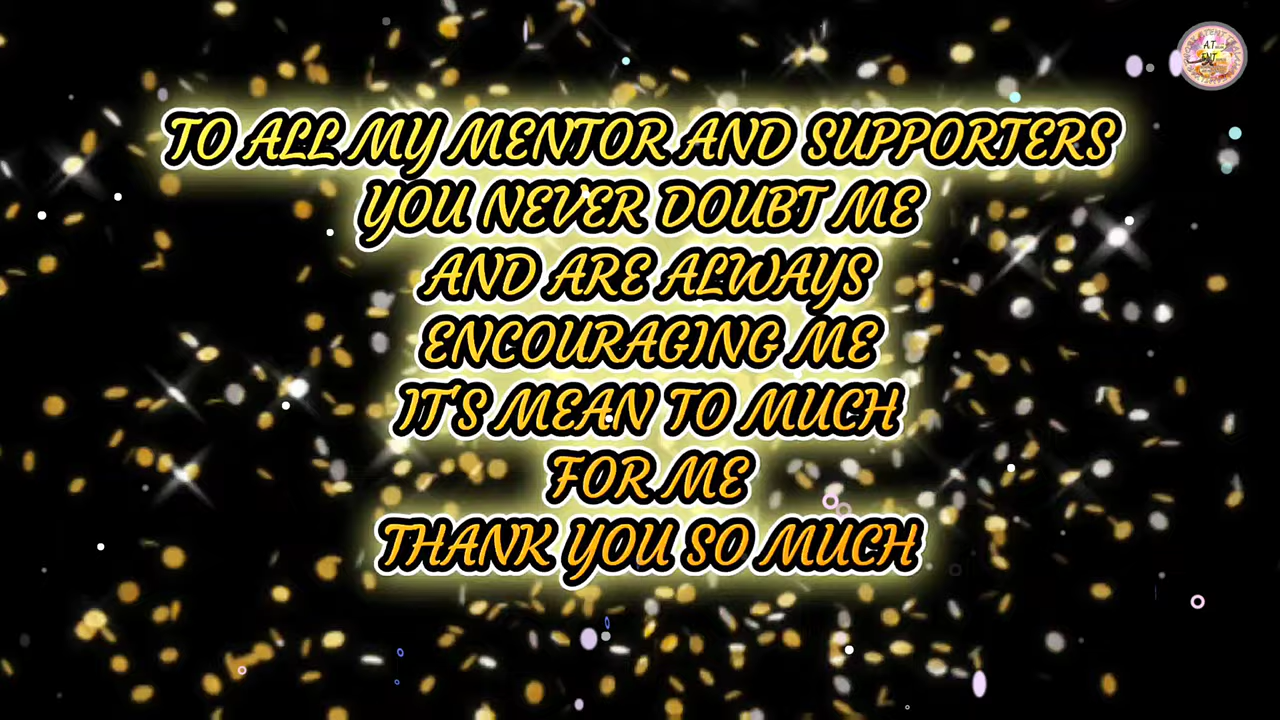 TO ALL MY MENTOR AND SUPPORTERS
YOU NEVER DOUBT ME
AND ARE ALWAYS
ENCOURAGING ME
IT'S MEAN TO MUCH
FOR ME
THANK YOU SO MUCH